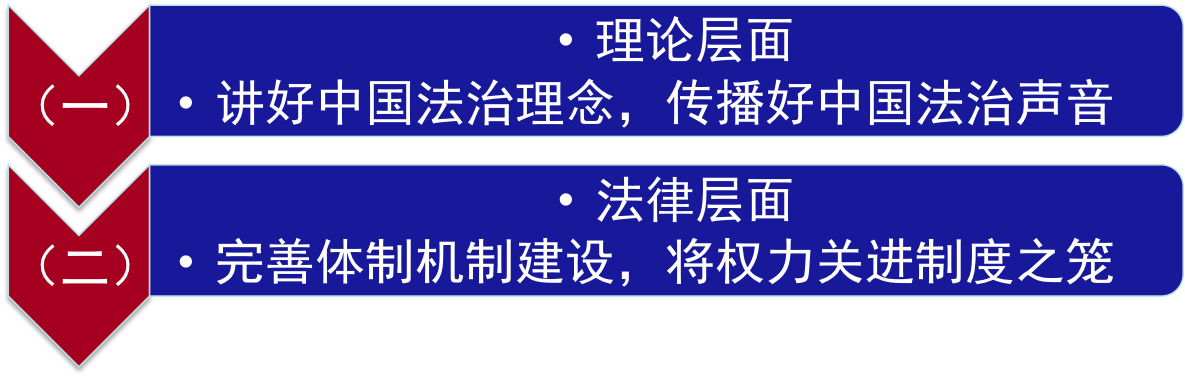 （一）
• 理论层面
• 讲好中国法治理念，传播好中国法治声音
（二）
• 法律层面
• 完善体制机制建设，将权力关进制度之笼